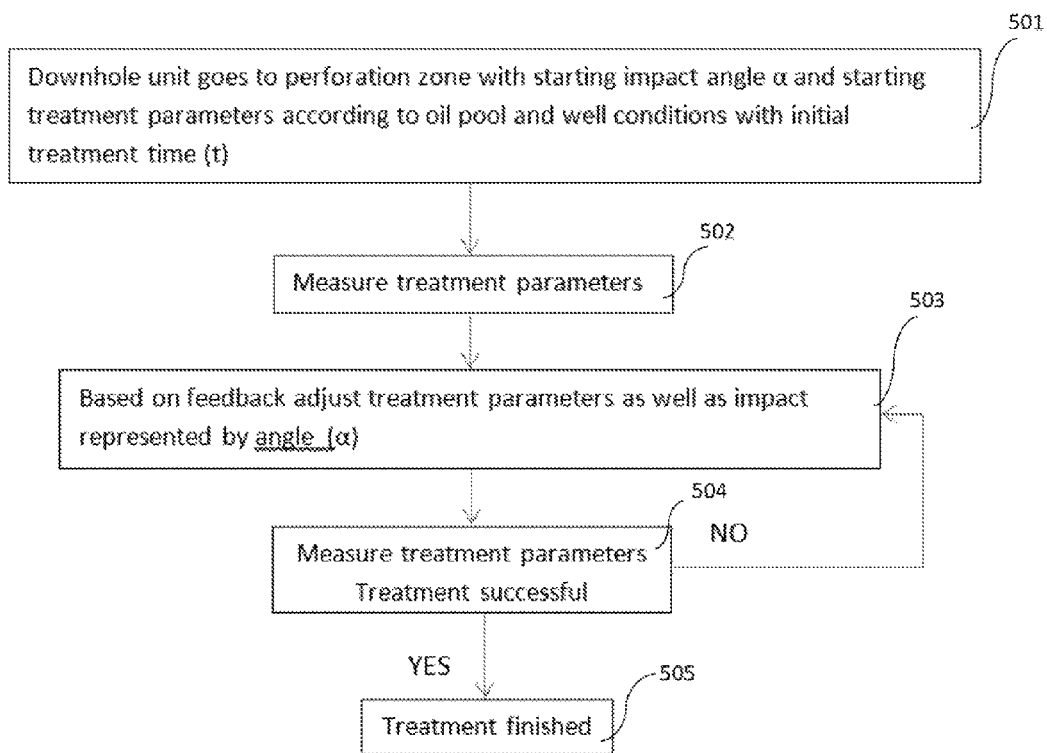 501
Downhole unit goes to perforation zone with starting impact angle α and starting
treatment parameters according to oil pool and well conditions with initial
treatment time (t)
502
Measure treatment parameters
503
Based on feedback adjust treatment parameters as well as impact
represented by angle (α)
504
Measure treatment parameters
Treatment successful
NO
YES
505
Treatment finished